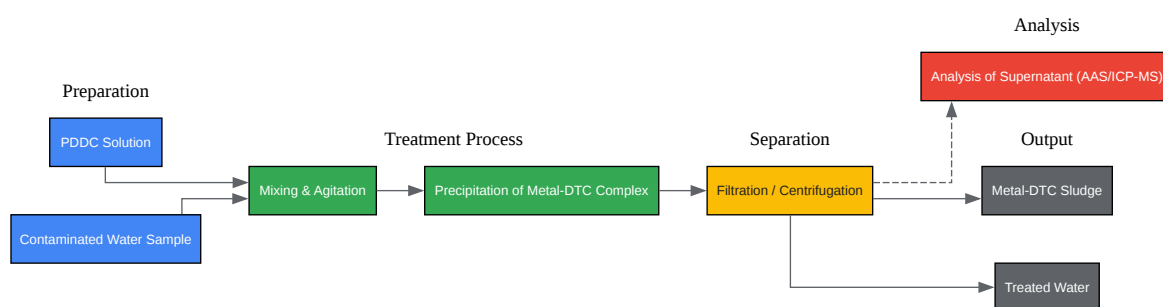 Preparation
PDDC Solution
Contaminated Water Sample
Treatment Process
Mixing & Agitation
Precipitation of Metal-DTC Complex
Separation
Filtration / Centrifugation
Analysis
Analysis of Supernatant (AAS/ICP-MS)
Output
Metal-DTC Sludge
Treated Water